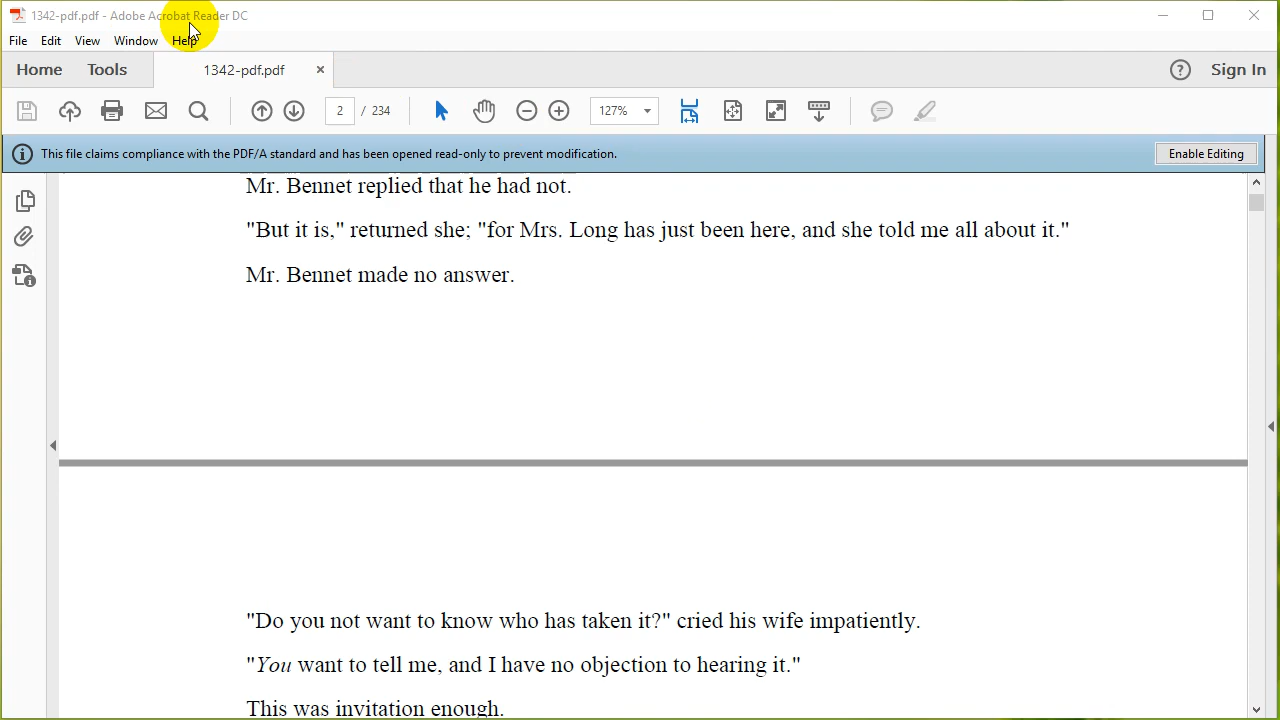 1342-pdf.pdf - Adobe Acrobat Reader DC
File Edit View Window Help
Home Tools 1342-pdf.pdf × ? Sign In
2 / 234 127%
This file claims compliance with the PDF/A standard and has been opened read-only to prevent modification. Enable Editing
Mr. Bennet replied that he had not.
"But it is," returned she; "for Mrs. Long has just been here, and she told me all about it."
Mr. Bennet made no answer.
"Do you not want to know who has taken it?" cried his wife impatiently.
"You want to tell me, and I have no objection to hearing it."
This was invitation enough.